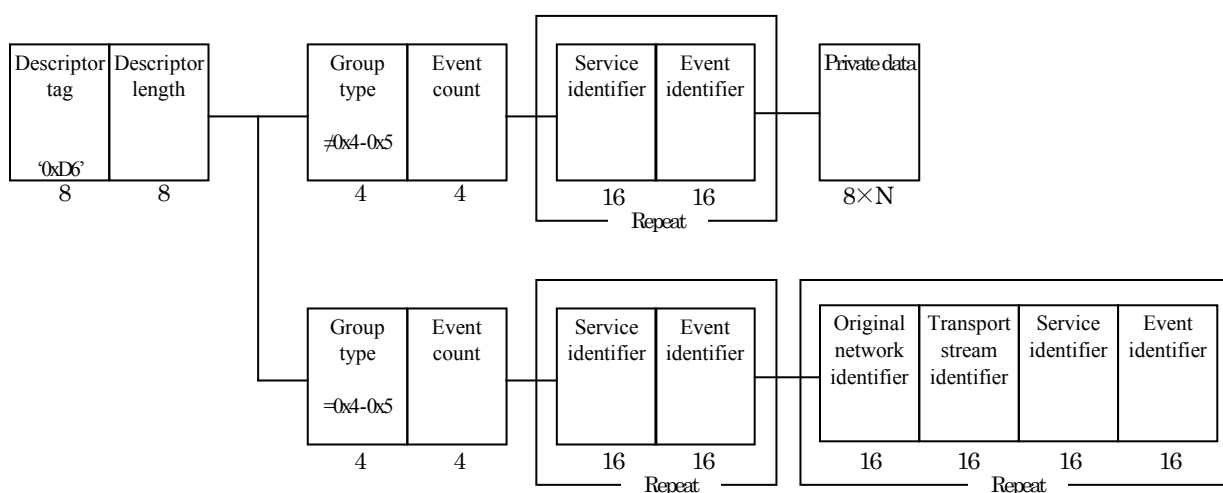 Descriptor
tag
‘0xD6’
8
Descriptor
length
8
Group
type
≠0x4-0x5
4
Event
count
4
Service
identifier
16
Event
identifier
16
Repeat
Private data
8×N
Group
type
=0x4-0x5
4
Event
count
4
Service
identifier
16
Event
identifier
16
Repeat
Original
network
identifier
16
Transport
stream
identifier
16
Service
identifier
16
Event
identifier
16
Repeat